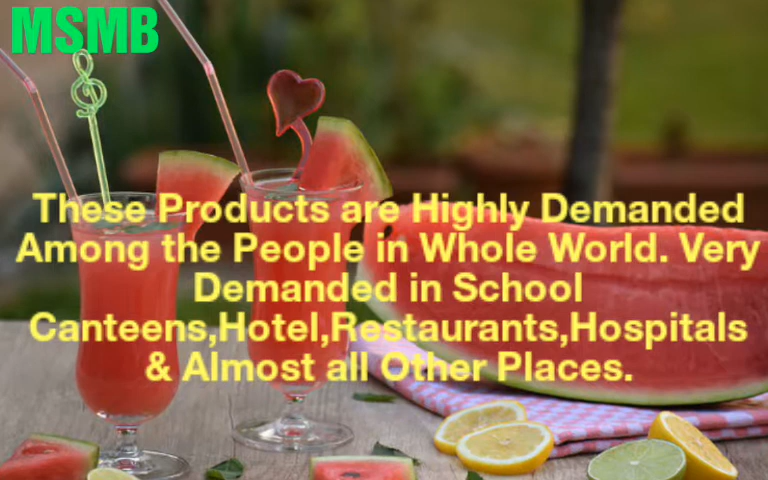 MSMB
These Products are Highly Demanded
Among the People in Whole World. Very
Demanded in School
Canteens,Hotel,Restaurants,Hospitals
& Almost all Other Places.